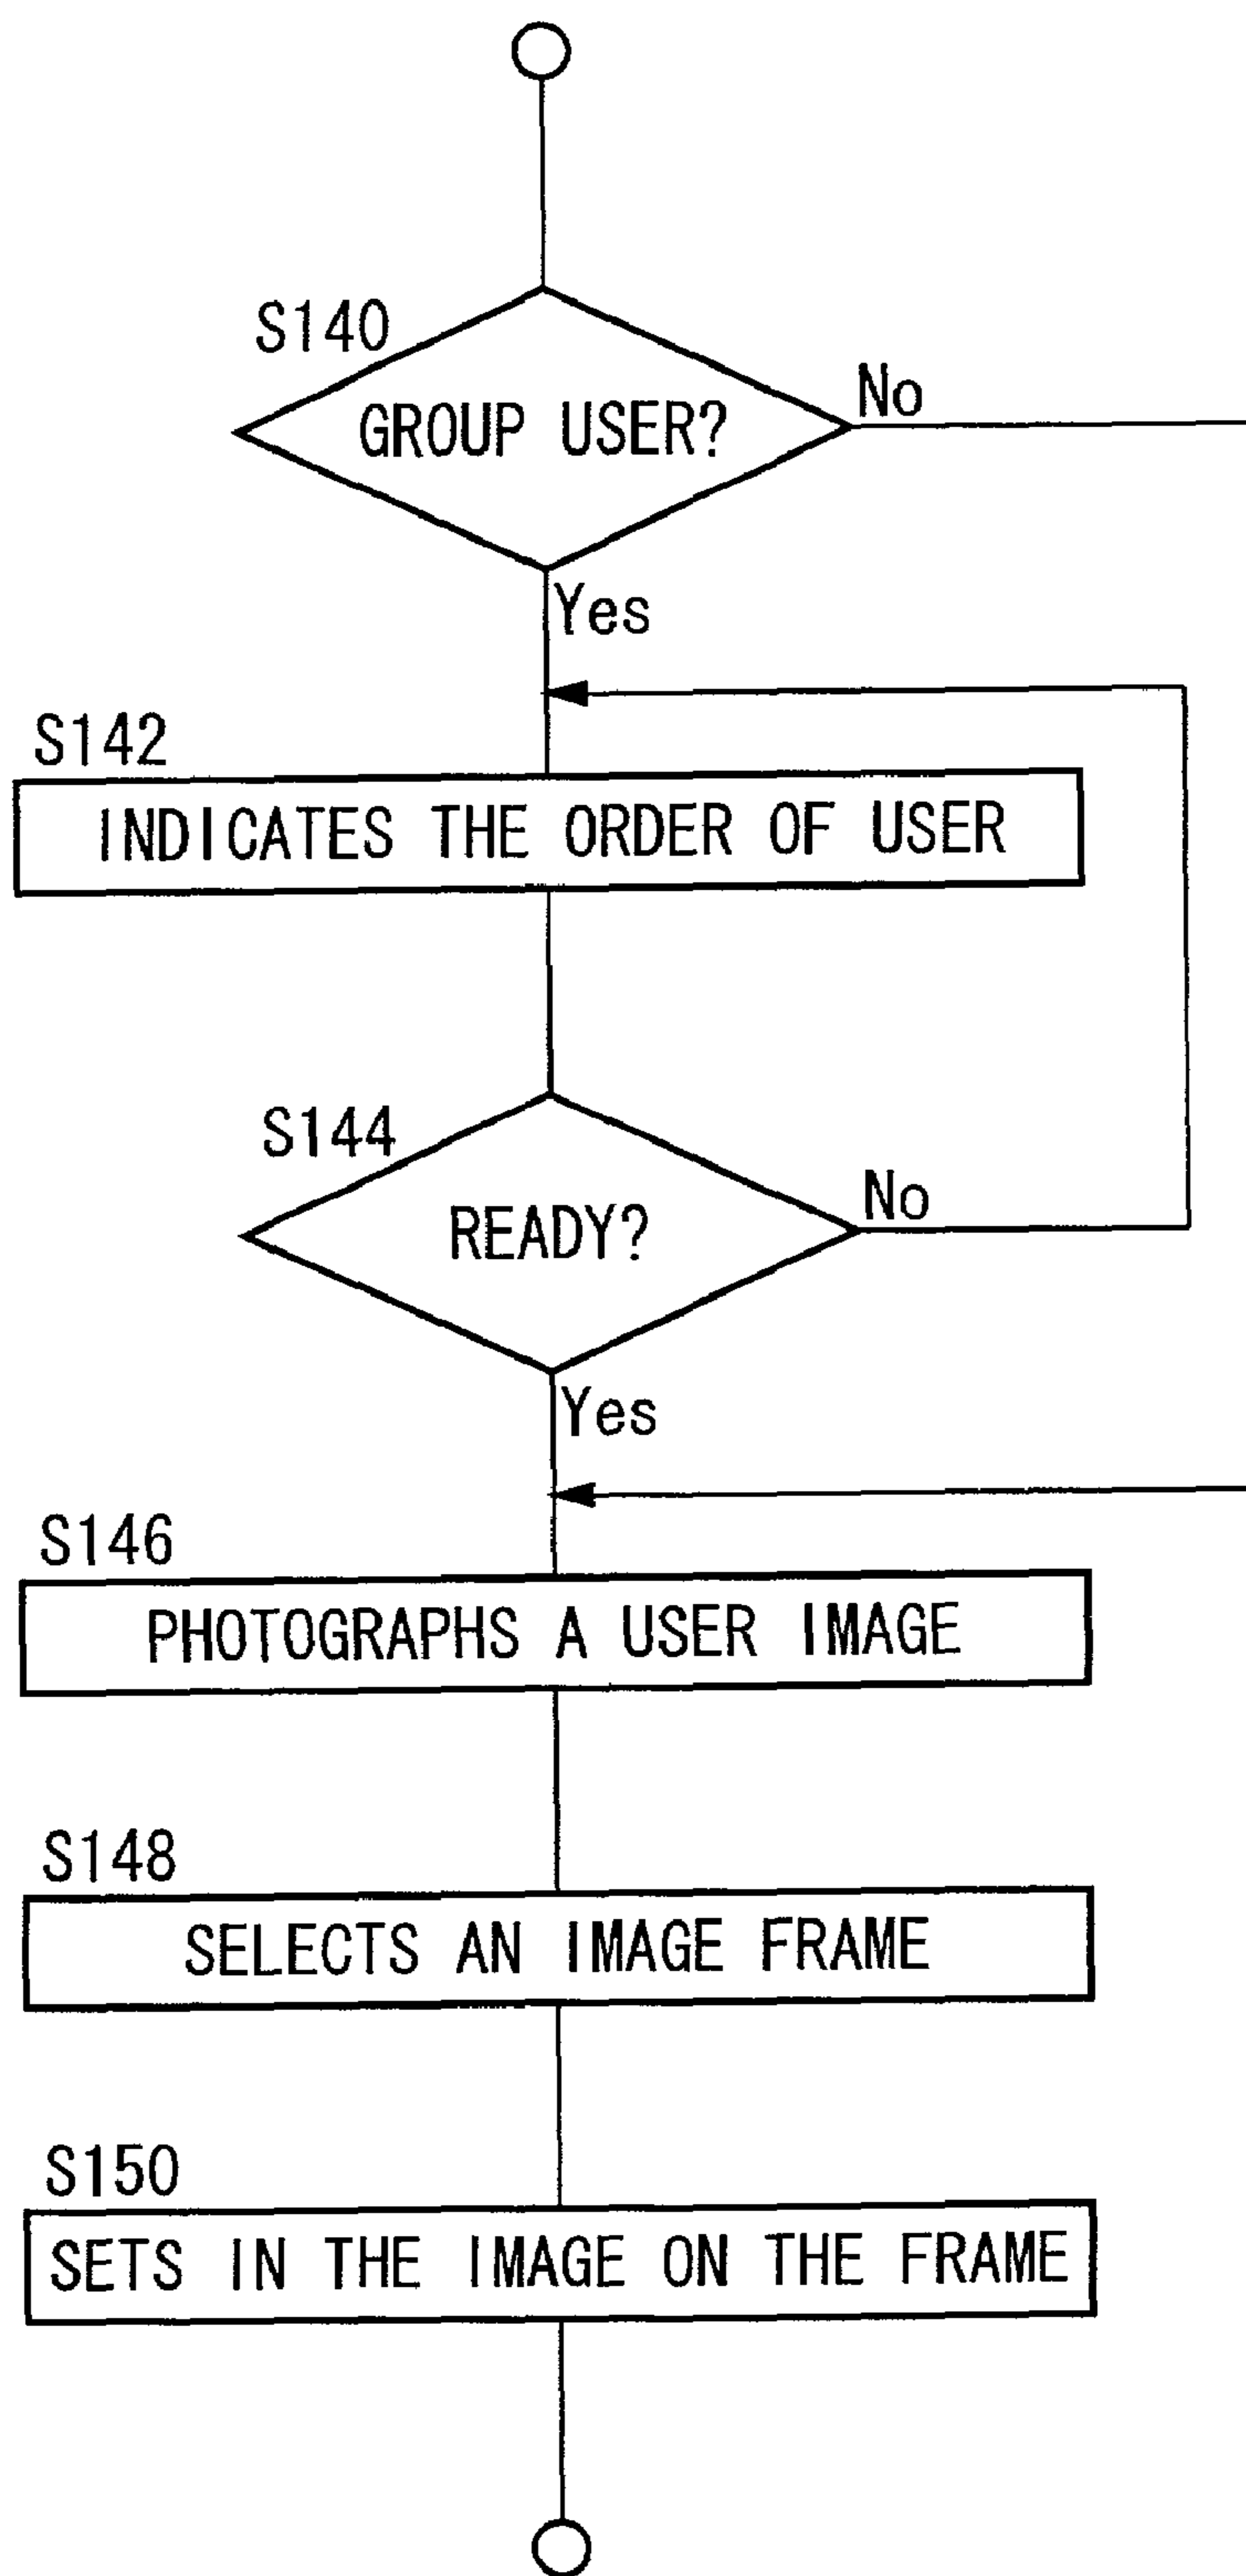 S140
GROUP USER?
No
Yes
S142
INDICATES THE ORDER OF USER
S144
READY?
No
Yes
S146
PHOTOGRAPHS A USER IMAGE
S148
SELECTS AN IMAGE FRAME
S150
SETS IN THE IMAGE ON THE FRAME